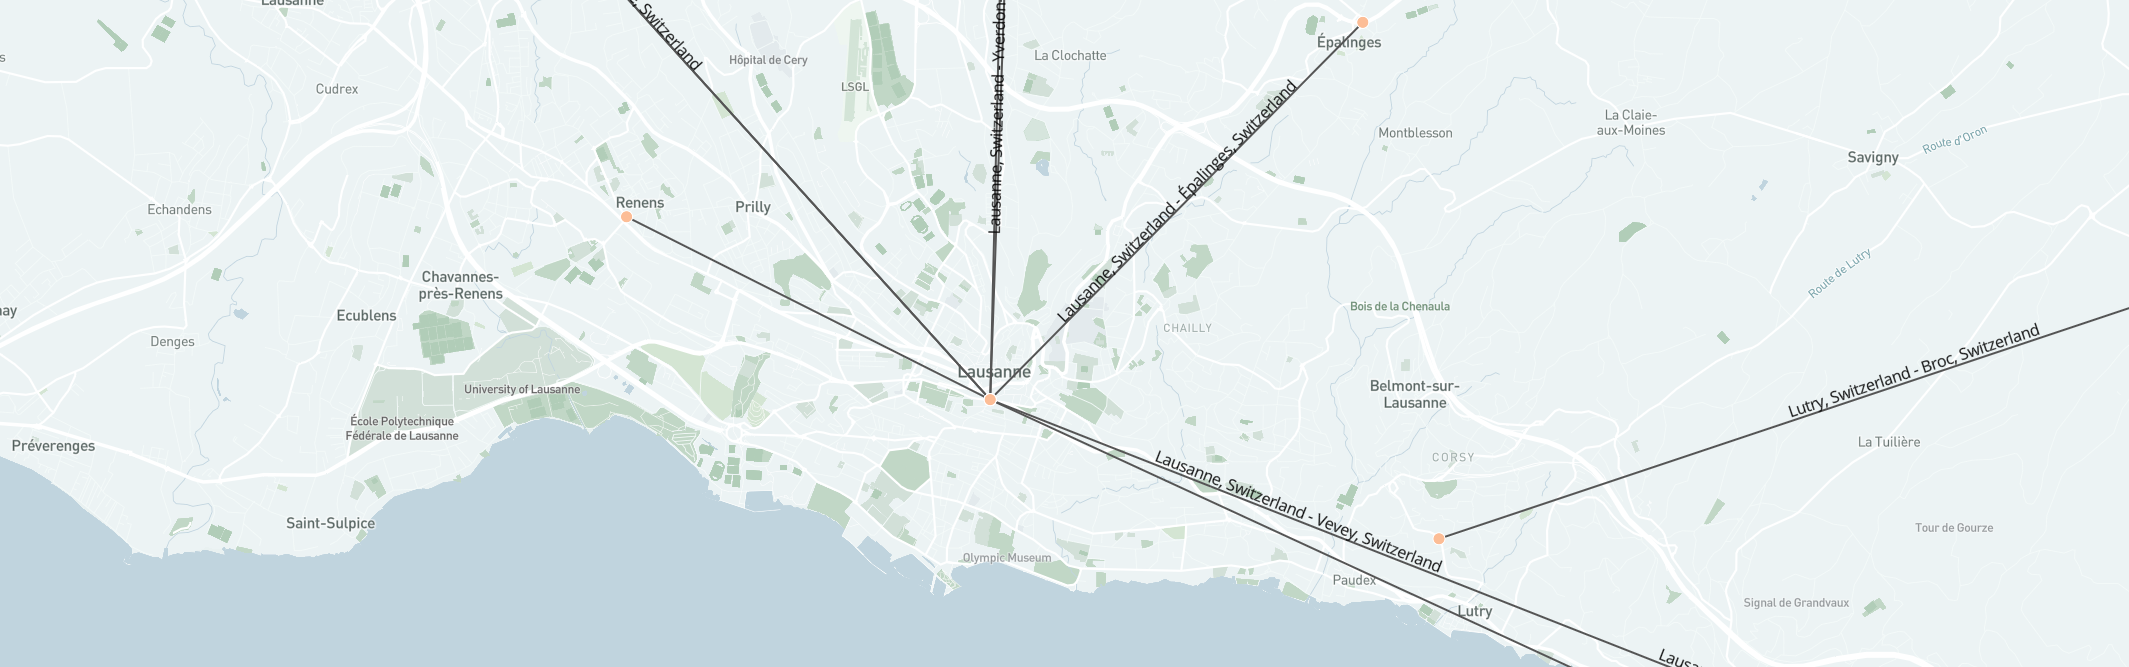 Lausanne
, Switzerland
Lausanne, Switzerland - Yverdon
Épalinges
La Clochatte
Hôpital de Cery
LSGL
Cudrex
Lausanne, Switzerland - Épalinges, Switzerland
La Claie-
aux-Moines
Montblesson
Route d'Oron
Savigny
Echandens
Renens
Prilly
Chavannes-
près-Renens
Route de Lutry
Bois de la Chenaula
Ecublens
CHAILLY
Denges
Lausanne
Lutry, Switzerland - Broc, Switzerland
University of Lausanne
Belmont-sur-
Lausanne
École Polytechnique
Fédérale de Lausanne
Préverenges
La Tuilière
CORSY
Lausanne, Switzerland - Vevey, Switzerland
Saint-Sulpice
Tour de Gourze
Olympic Museum
Paudex
Signal de Grandvaux
Lutry